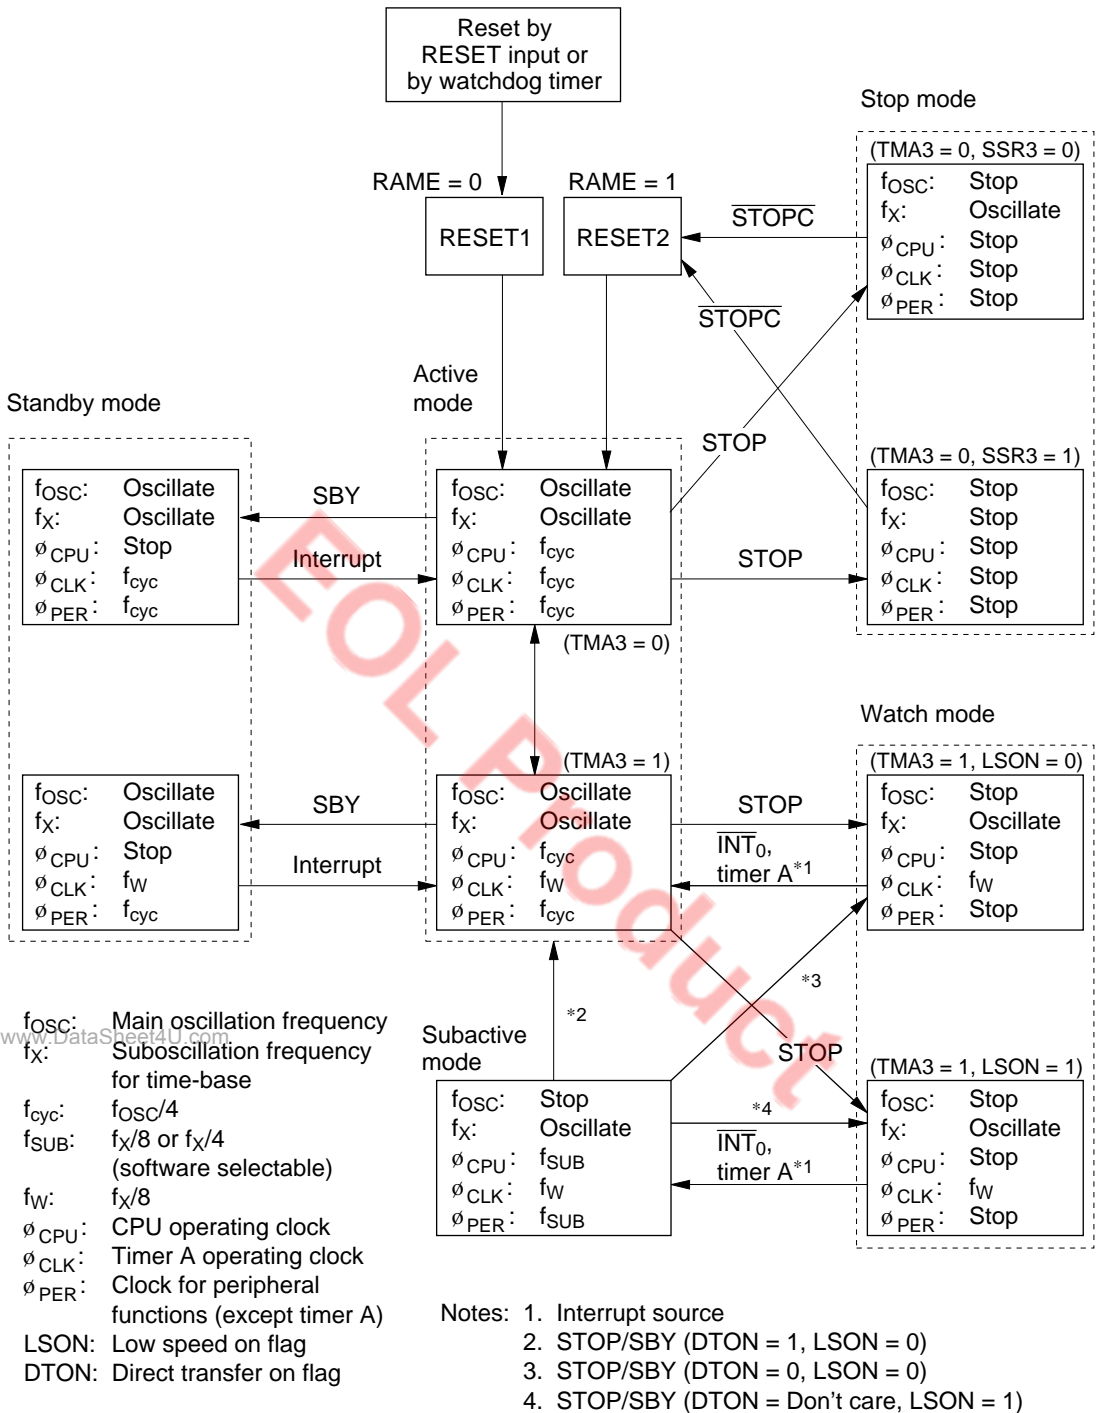 Reset by
RESET input or
by watchdog timer
Stop mode
RAME = 0
RAME = 1
(TMA3 = 0, SSR3 = 0)
RESET1
RESET2
STOPC
fOSC: Stop
fX: Oscillate
øCPU: Stop
øCLK: Stop
øPER: Stop
STOPC
Active
mode
Standby mode
STOP
(TMA3 = 0, SSR3 = 1)
fOSC: Oscillate
fX: Oscillate
øCPU: Stop
øCLK: fcyc
øPER: fcyc
SBY
Interrupt
fOSC: Oscillate
fX: Oscillate
øCPU: fcyc
øCLK: fcyc
øPER: fcyc
(TMA3 = 0)
STOP
fOSC: Stop
fX: Stop
øCPU: Stop
øCLK: Stop
øPER: Stop
Watch mode
(TMA3 = 1)
(TMA3 = 1, LSON = 0)
fOSC: Oscillate
fX: Oscillate
øCPU: Stop
øCLK: fW
øPER: fcyc
SBY
Interrupt
fOSC: Oscillate
fX: Oscillate
øCPU: fcyc
øCLK: fW
øPER: fcyc
STOP
INT0,
timer A*1
fOSC: Stop
fX: Oscillate
øCPU: Stop
øCLK: fW
øPER: Stop
*3
*2
STOP
Subactive
mode
(TMA3 = 1, LSON = 1)
fOSC: Stop
fX: Oscillate
øCPU: fSUB
øCLK: fW
øPER: fSUB
*4
INT0,
timer A*1
fOSC: Stop
fX: Oscillate
øCPU: Stop
øCLK: fW
øPER: Stop
fOSC: Main oscillation frequency
www.DataSheet4U.com
fX: Suboscillation frequency
for time-base
fcyc: fOSC/4
fSUB: fX/8 or fX/4
(software selectable)
fW: fX/8
øCPU: CPU operating clock
øCLK: Timer A operating clock
øPER: Clock for peripheral
functions (except timer A)
LSON: Low speed on flag
DTON: Direct transfer on flag
Notes: 1. Interrupt source
2. STOP/SBY (DTON = 1, LSON = 0)
3. STOP/SBY (DTON = 0, LSON = 0)
4. STOP/SBY (DTON = Don't care, LSON = 1)
EOL Product